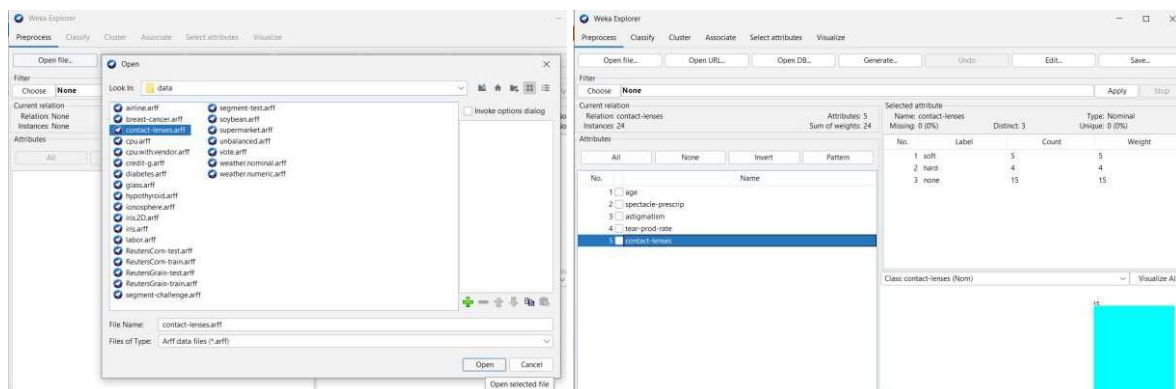 Weka Explorer
Preprocess Classify Cluster Associate Select attributes Visualize
Open file...
Filter
Choose None
Current relation
Relation: None
Instances: None
Attributes
All
Open
Look In: data
airline.arff
breast-cancer.arff
contact-lenses.arff
cpu.arff
cpu.with.vendor.arff
credit-g.arff
diabetes.arff
glass.arff
hypothyroid.arff
ionosphere.arff
iris.2D.arff
iris.arff
labor.arff
ReutersCorn-test.arff
ReutersCorn-train.arff
ReutersGrain-test.arff
ReutersGrain-train.arff
segment-challenge.arff
segment-test.arff
soybean.arff
supermarket.arff
unbalanced.arff
vote.arff
weather.nominal.arff
weather.numeric.arff
Invoke options dialog
File Name: contact-lenses.arff
Files of Type: Arff data files (*.arff)
Open Cancel
Open selected file
Weka Explorer
Preprocess Classify Cluster Associate Select attributes Visualize
Open file... Open URL... Open DB... Generate... Undo Edit... Save...
Filter
Choose None Apply Stop
Current relation
Relation: contact-lenses Attributes: 5
Instances: 24 Sum of weights: 24
Attributes
All None Invert Pattern
No. Name
1 age
2 spectacle-prescrip
3 astigmatism
4 tear-prod-rate
5 contact-lenses
Selected attribute
Name: contact-lenses Type: Nominal
Missing: 0 (0%) Distinct: 3 Unique: 0 (0%)
No. Label Count Weight
1 soft 5 5
2 hard 4 4
3 none 15 15
Class: contact-lenses (Nom) Visualize All
15